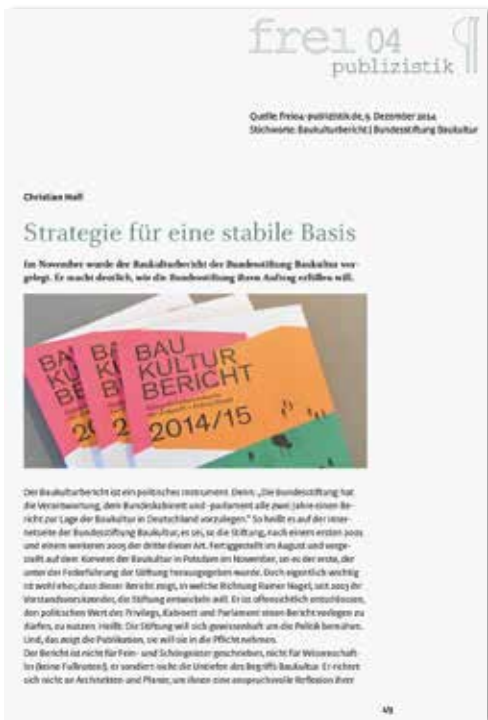 frei 04
publizistik
Quelle: frei04-publizistik.de, 9. Dezember 2014
Stichworte: Baukulturbericht | Bundesstiftung Baukultur
Christian Holl
Strategie für eine stabile Basis
Im November wurde der Baukulturbericht der Bundesstiftung Baukultur vor-
gelegt. Er macht deutlich, wie die Bundesstiftung ihrem Auftrag erfüllen will.
BAU
KULTUR
BERICHT
2014/15
Der Baukulturbericht ist ein politisches Instrument. Denn: „Die Bundesstiftung hat
die Verantwortung, dem Bundeskabinett und -parlament alle zwei Jahre einen Be-
richt zur Lage der Baukultur in Deutschland vorzulegen." So heißt es auf der Inter-
netseite der Bundesstiftung Baukultur, es sei, so die Stiftung, nach einem ersten
und einem weiteren 2005 der dritte dieser Art. Fertiggestellt im August und vorge-
stellt auf dem Konvent der Baukultur in Potsdam im November, ist es der erste, der
unter der Federführung der Stiftung herausgegeben wurde. Doch eigentlich wichtig
ist wohl eher, dass dieser Bericht zeigt, in welche Richtung Rainer Nagel, seit
Vorstandsvorsitzender, die Stiftung entwickeln will. Er ist offensichtlich entschlossen,
den politischen Wert des Privilegs, Kabinett und Parlament einen Bericht vorlegen zu
dürfen, zu nutzen. Heißt: Die Stiftung will sich gewissenhaft um die Politik bemühen.
Und, das zeigt die Publikation, sie will sie in die Pflicht nehmen.
Der Bericht ist nicht für Fein- und Schöngeister geschrieben, nicht für Wissenschaft-
ler (keine Fußnoten!), er sondiert nicht die Untiefen des Begriffs Baukultur. Er richtet
sich nicht an Architekten und Planer, um ihnen eine anspruchsvolle Reflexion ihrer
49